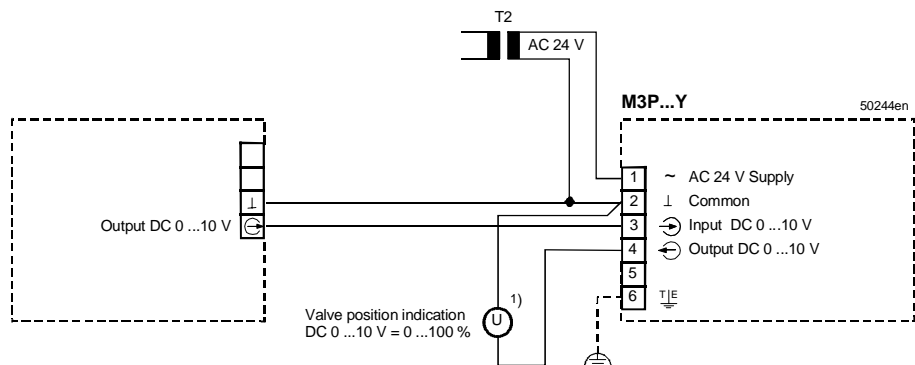 T2
AC 24 V
M3P...Y
50244en
1 ~ AC 24 V Supply
⊥ 2 ⊥ Common
Output DC 0 ...10 V 3 Input DC 0 ...10 V
4 Output DC 0 ...10 V
5
6 T|E
1)
Valve position indication U
DC 0 ...10 V = 0 ...100 %